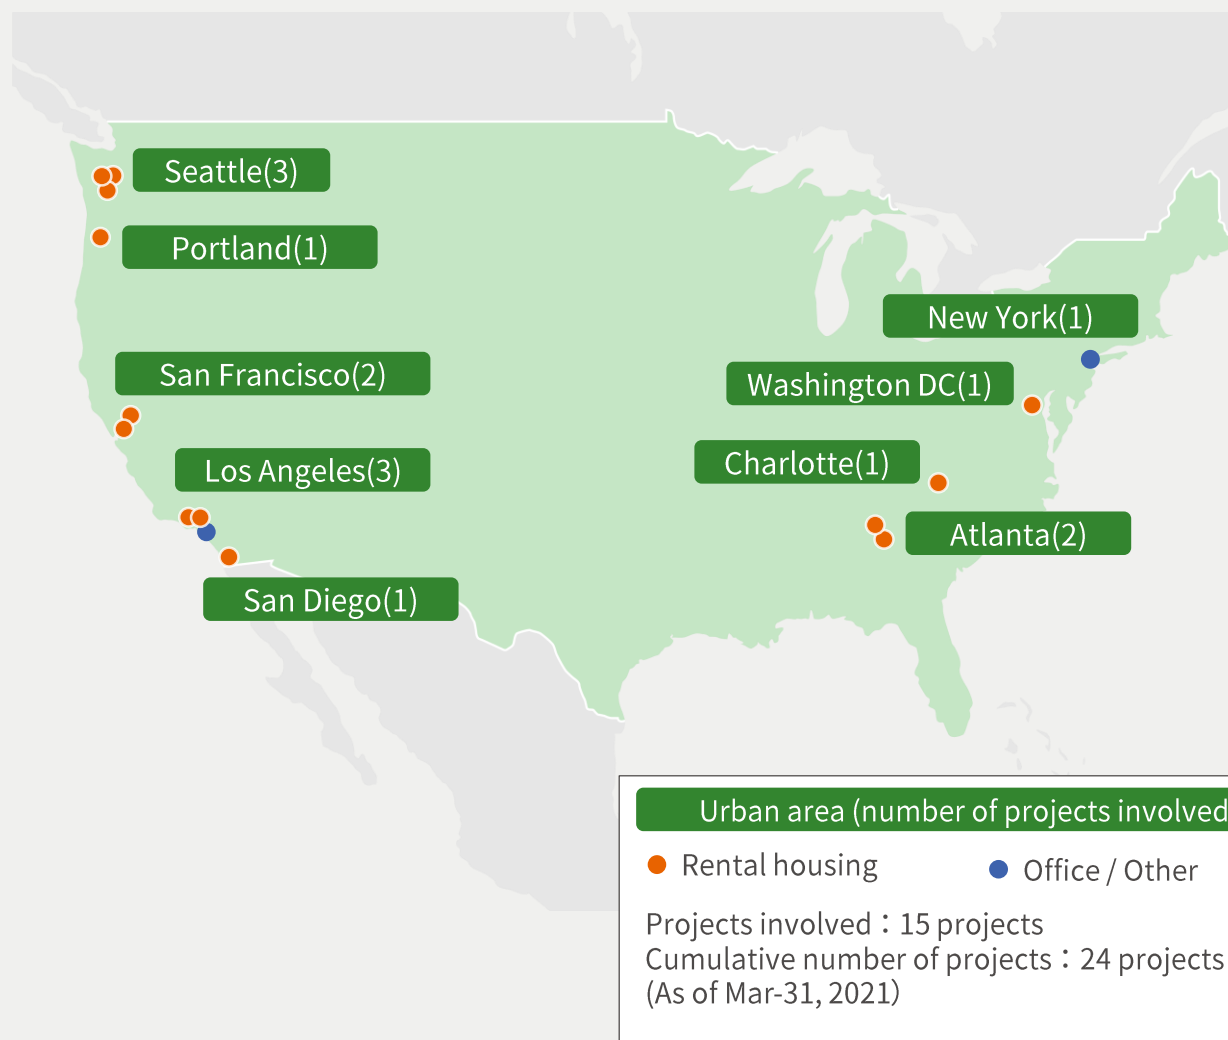 Seattle(3)
Portland(1)
New York(1)
San Francisco(2)
Washington DC(1)
Charlotte(1)
Los Angeles(3)
Atlanta(2)
San Diego(1)
Urban area (number of projects involved
Rental housing
Office / Other
Projects involved：15 projects
Cumulative number of projects：24 projects
(As of Mar-31, 2021）